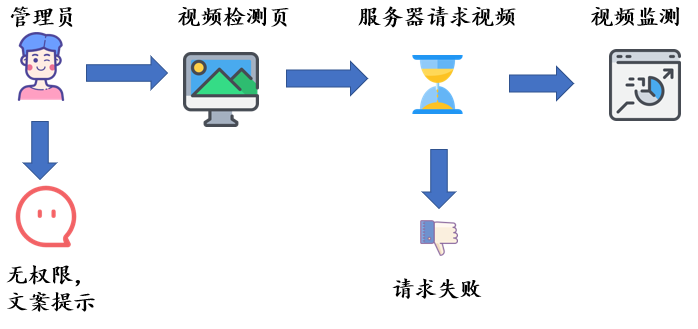 管理员
视频检测页
服务器请求视频
视频监测
无权限，
文案提示
请求失败